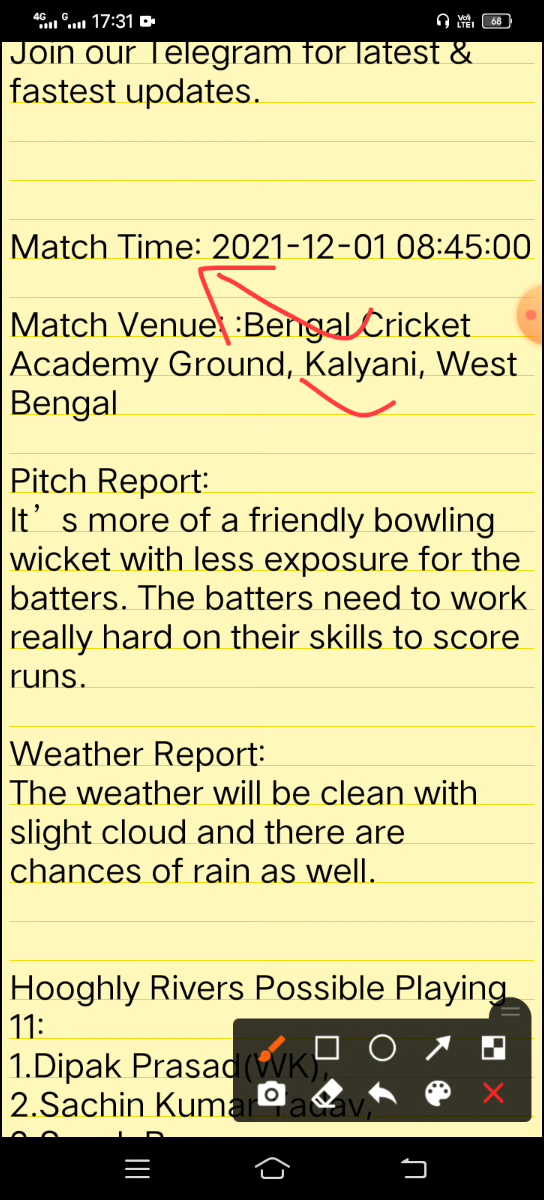 4G G 17:31 Vo) LTE1 68
Join our Telegram for latest &
fastest updates.
Match Time: 2021-12-01 08:45:00
Match Venue: :Bengal Cricket
Academy Ground, Kalyani, West
Bengal
Pitch Report:
It’s more of a friendly bowling
wicket with less exposure for the
batters. The batters need to work
really hard on their skills to score
runs.
Weather Report:
The weather will be clean with
slight cloud and there are
chances of rain as well.
Hooghly Rivers Possible Playing
11:
1.Dipak Prasad(WK),
2.Sachin Kumar Yadav,